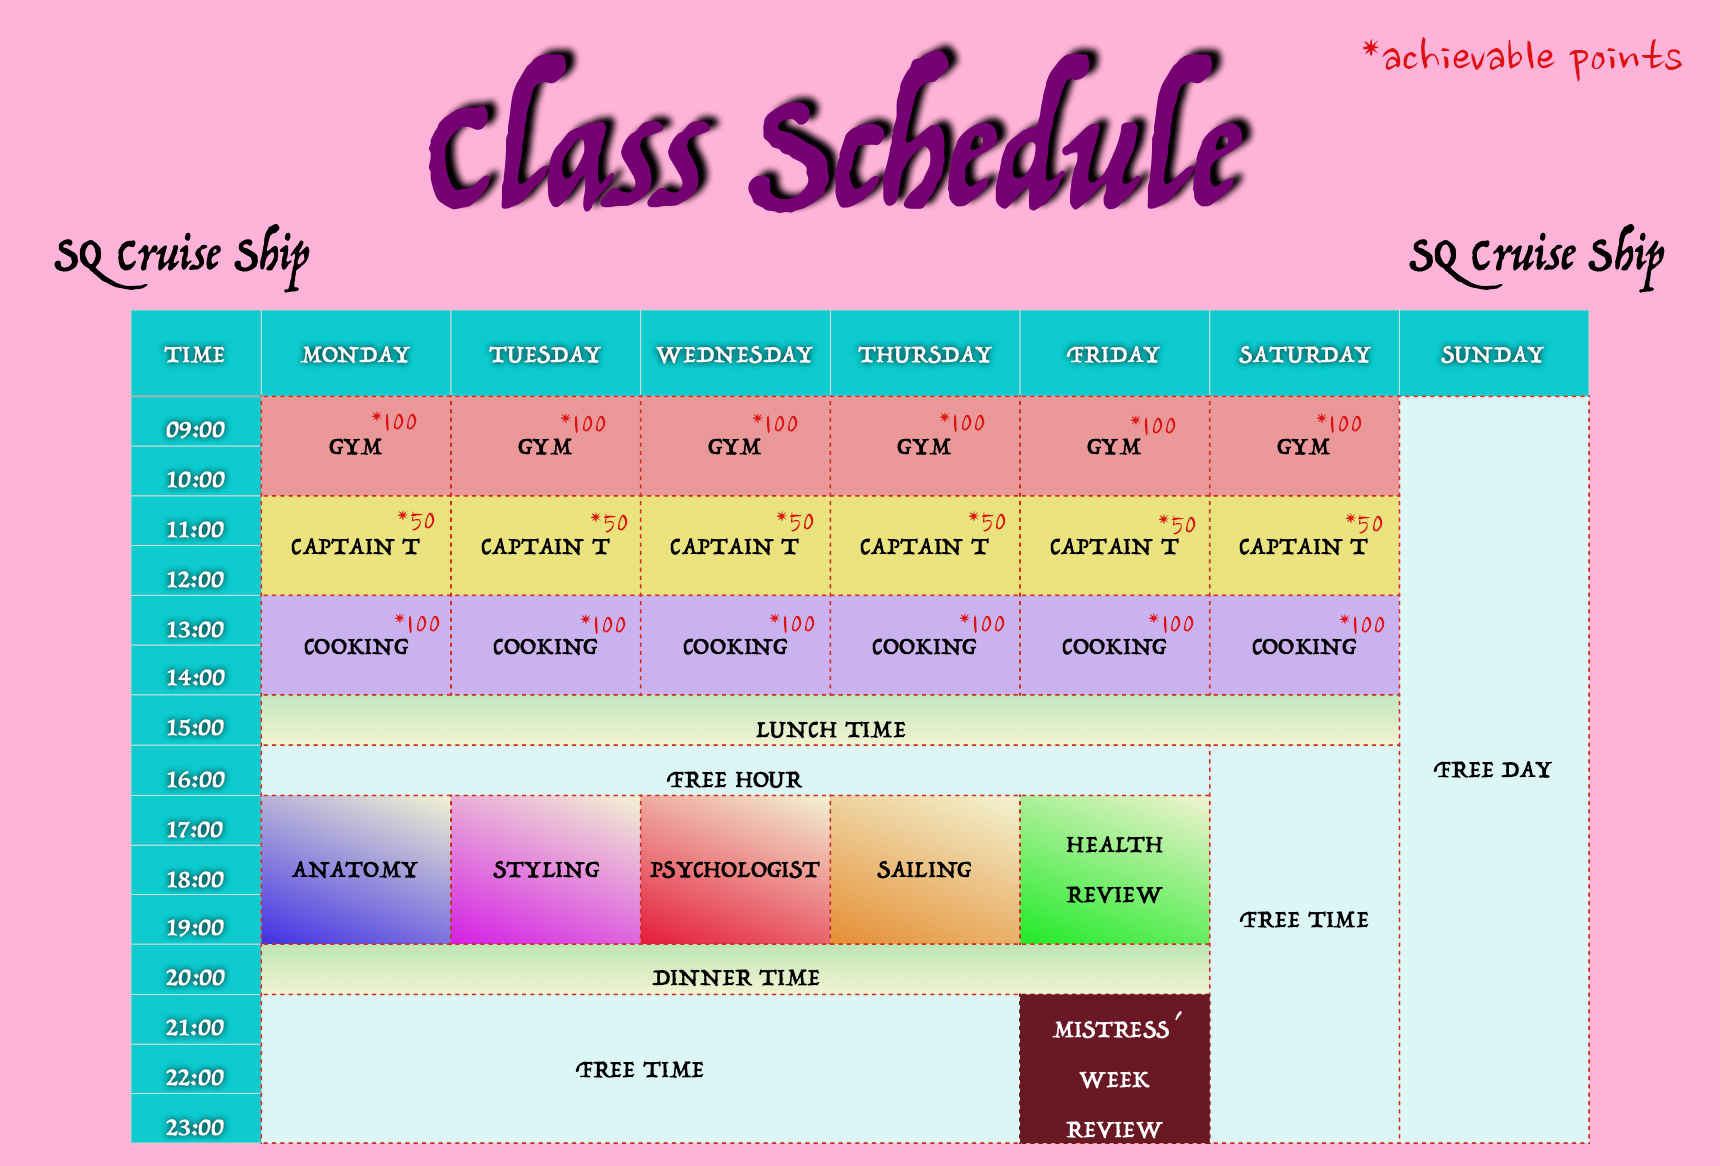 *achievable points
Class Schedule
SQ Cruise Ship
SQ Cruise Ship
TIME MONDAY TUESDAY WEDNESDAY THURSDAY FRIDAY SATURDAY SUNDAY
09:00
*100 *100 *100 *100 *100 *100
GYM GYM GYM GYM GYM GYM
10:00
11:00
*50 *50 *50 *50 *50 *50
CAPTAIN T CAPTAIN T CAPTAIN T CAPTAIN T CAPTAIN T CAPTAIN T
12:00
13:00
*100 *100 *100 *100 *100 *100
COOKING COOKING COOKING COOKING COOKING COOKING
14:00
15:00 LUNCH TIME
16:00 FREE HOUR FREE DAY
17:00
HEALTH
18:00 ANATOMY STYLING PSYCHOLOGIST SAILING
REVIEW
19:00 FREE TIME
20:00 DINNER TIME
21:00 MISTRESS´
22:00 FREE TIME WEEK
23:00 REVIEW